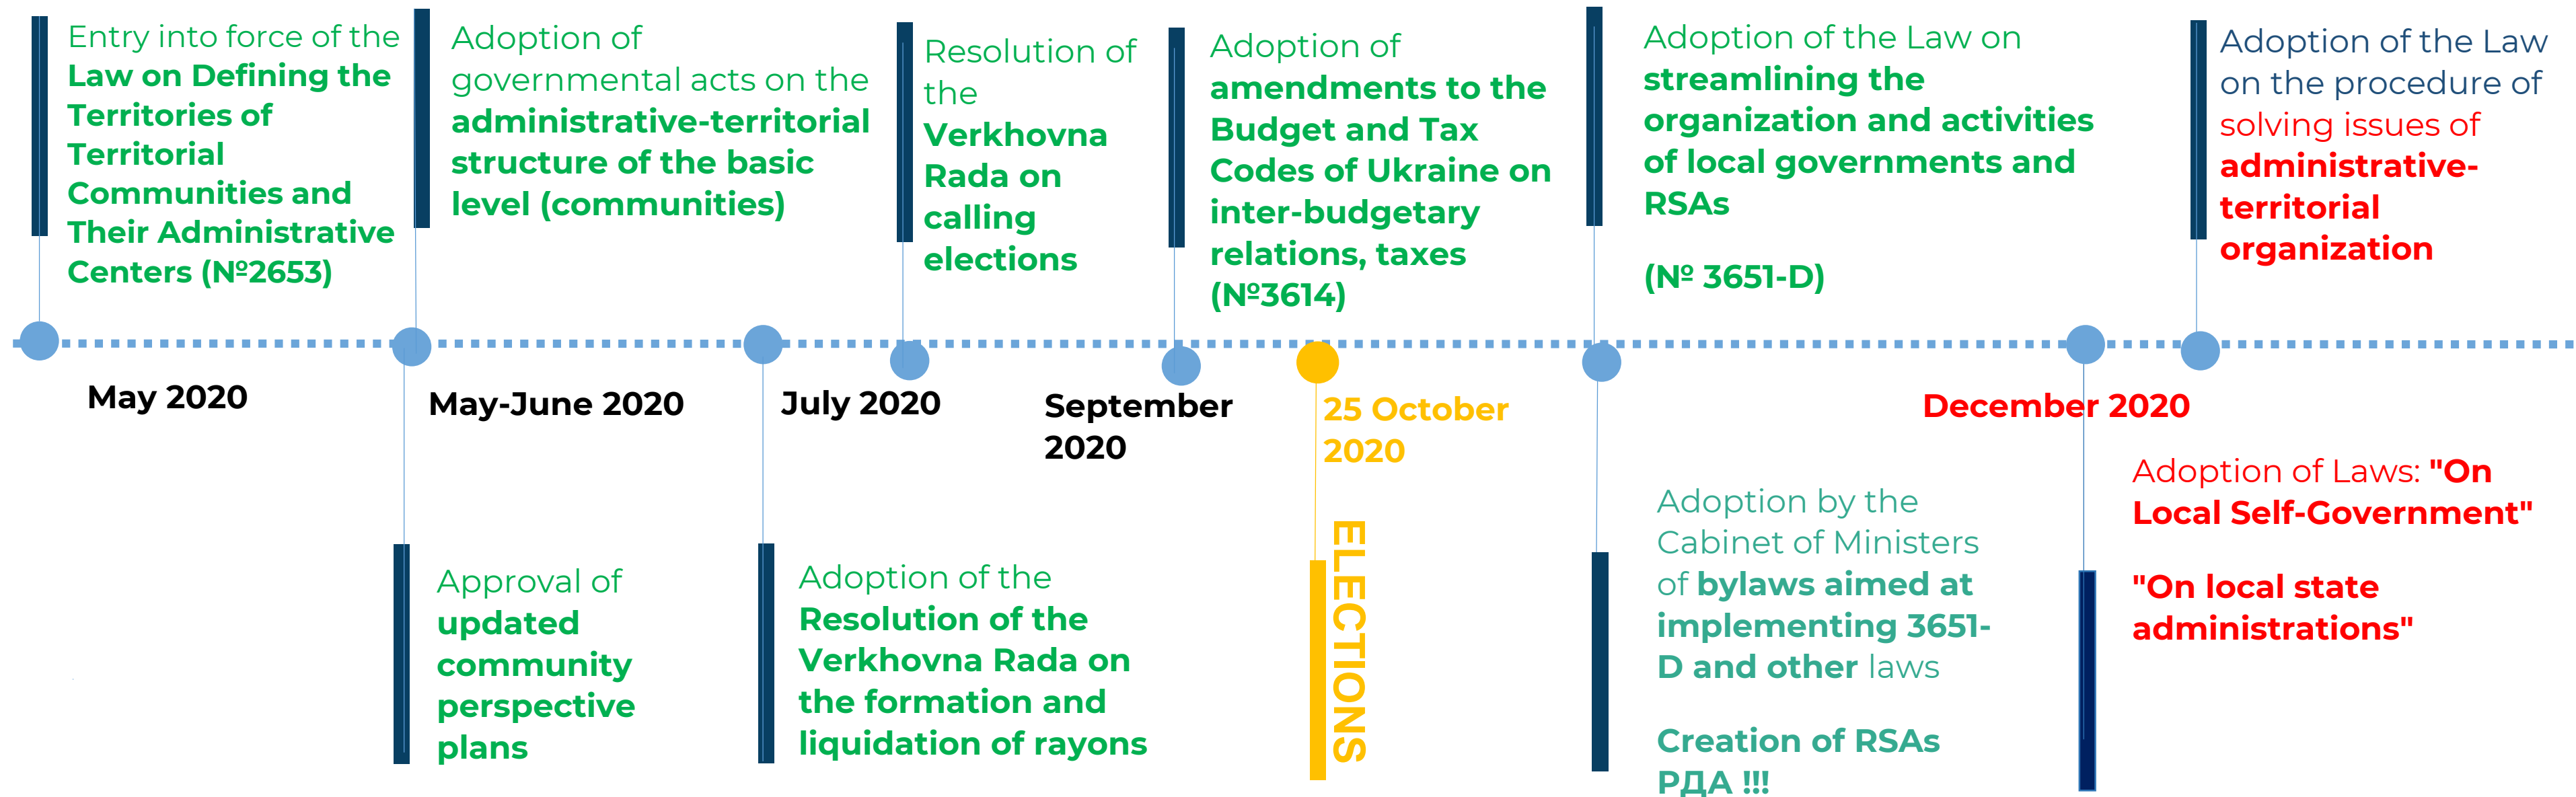 Entry into force of the
Law on Defining the
Territories of
Territorial
Communities and
Their Administrative
Centers (№2653)
Adoption of
governmental acts on the
administrative-territorial
structure of the basic
level (communities)
Resolution of
the
Verkhovna
Rada on
calling
elections
Adoption of
amendments to the
Budget and Tax
Codes of Ukraine on
inter-budgetary
relations, taxes
(№3614)
Adoption of the Law on
streamlining the
organization and activities
of local governments and
RSAs
(№ 3651-D)
Adoption of the Law
on the procedure of
solving issues of
administrative-
territorial
organization
May 2020
May-June 2020
July 2020
September
2020
25 October
2020
December 2020
Approval of
updated
community
perspective
plans
Adoption of the
Resolution of the
Verkhovna Rada on
the formation and
liquidation of rayons
ELECTIONS
Adoption by the
Cabinet of Ministers
of bylaws aimed at
implementing 3651-
D and other laws
Creation of RSAs
РДА !!!
Adoption of Laws: "On
Local Self-Government"
"On local state
administrations"